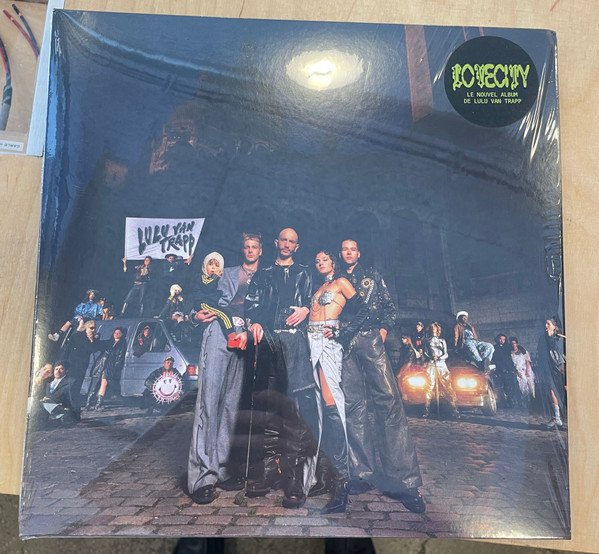 LOVECITY
LE NOUVEL ALBUM
DE LULU VAN TRAPP
LULU VAN
TRAPP